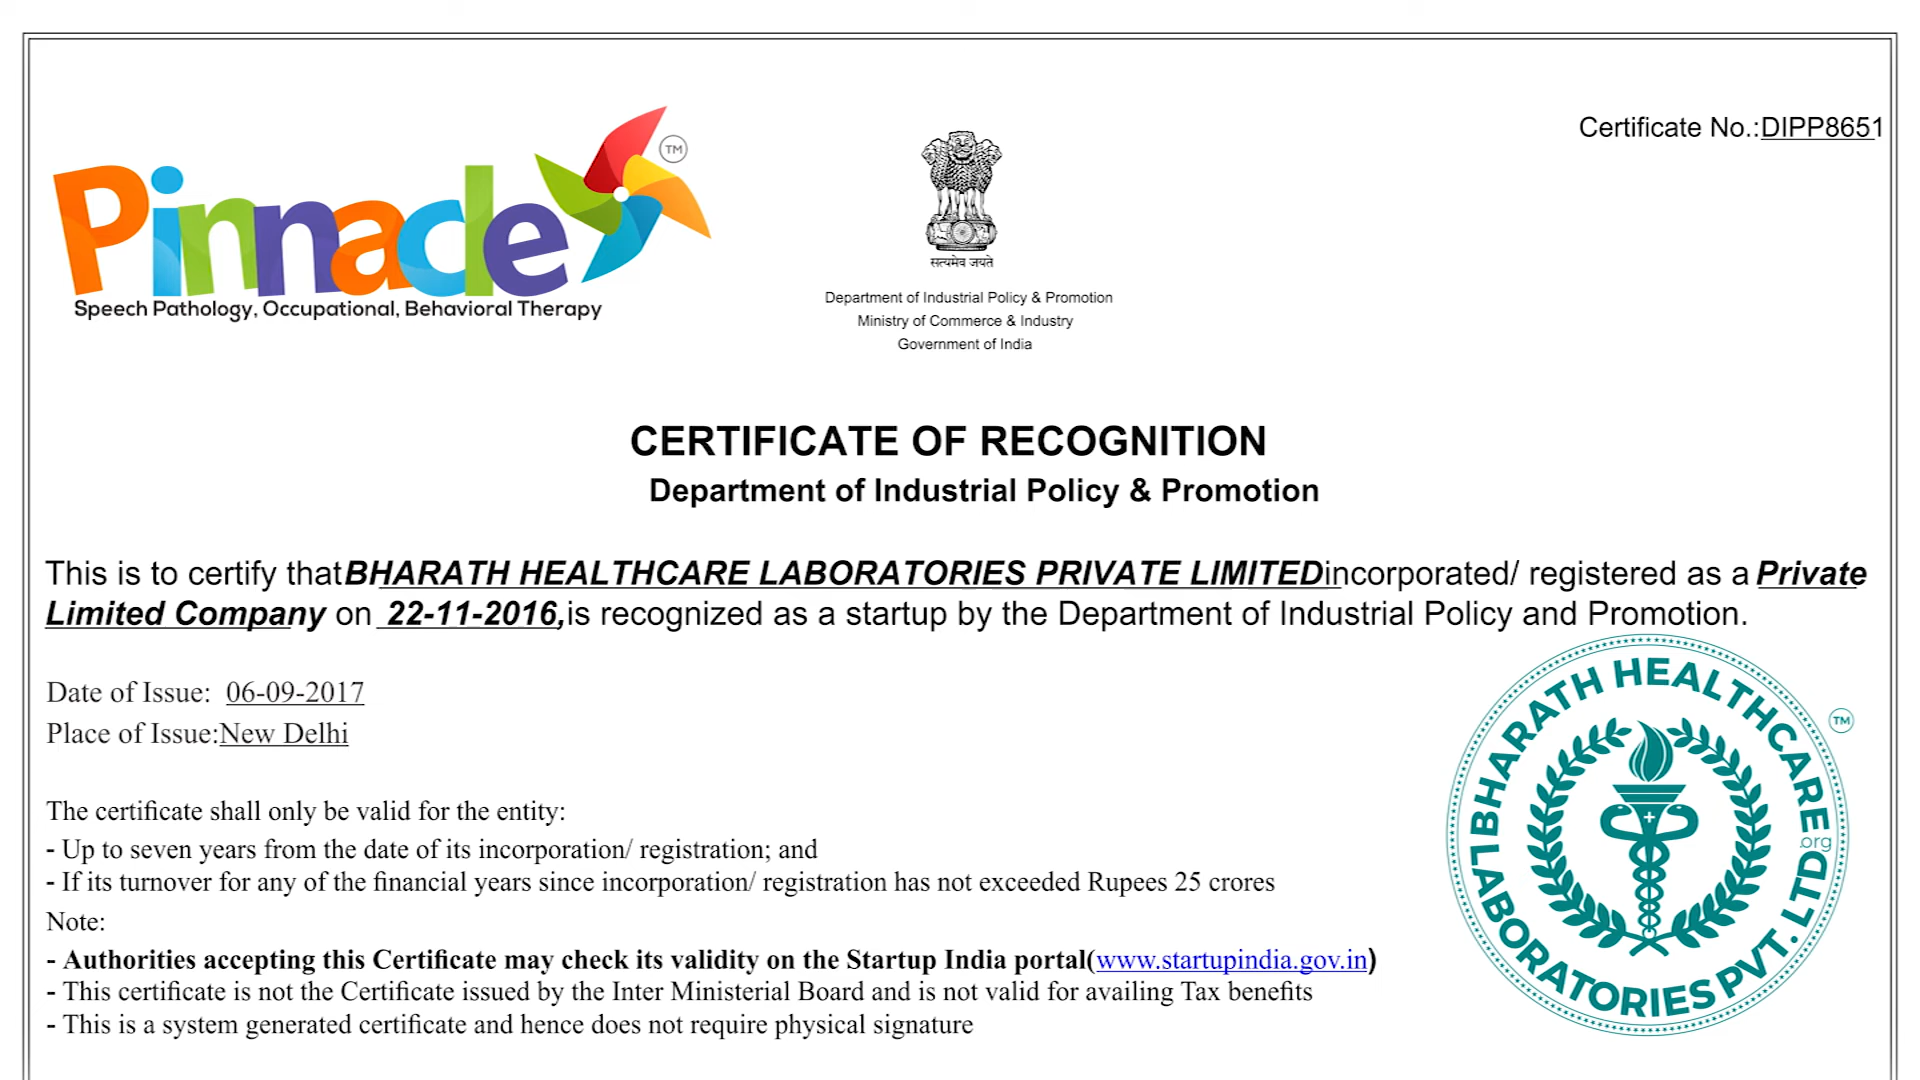 Certificate No.:DIPP8651
Pinnacle TM
Speech Pathology, Occupational, Behavioral Therapy
सत्यमेव जयते
Department of Industrial Policy & Promotion
Ministry of Commerce & Industry
Government of India
CERTIFICATE OF RECOGNITION
Department of Industrial Policy & Promotion
This is to certify thatBHARATH HEALTHCARE LABORATORIES PRIVATE LIMITEDincorporated/ registered as a Private
Limited Company on 22-11-2016,is recognized as a startup by the Department of Industrial Policy and Promotion.
Date of Issue: 06-09-2017
Place of Issue:New Delhi
The certificate shall only be valid for the entity:
- Up to seven years from the date of its incorporation/ registration; and
- If its turnover for any of the financial years since incorporation/ registration has not exceeded Rupees 25 crores
Note:
- Authorities accepting this Certificate may check its validity on the Startup India portal(www.startupindia.gov.in)
- This certificate is not the Certificate issued by the Inter Ministerial Board and is not valid for availing Tax benefits
- This is a system generated certificate and hence does not require physical signature
BHARATH HEALTHCARE
LABORATORIES PVT. LTD
.org
TM